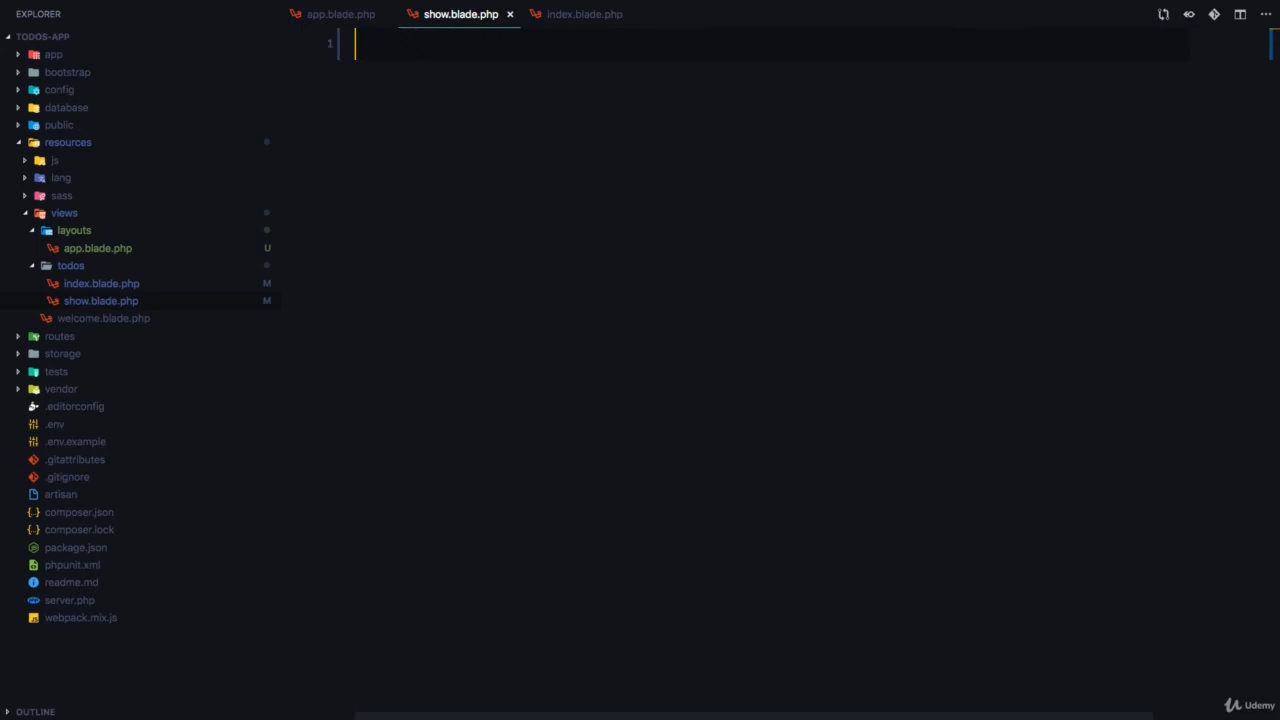 EXPLORER
app.blade.php
show.blade.php ×
index.blade.php
TODOS-APP
1
app
bootstrap
config
database
public
resources
js
lang
sass
views
layouts
app.blade.php U
todos
index.blade.php M
show.blade.php M
welcome.blade.php
routes
storage
tests
vendor
.editorconfig
.env
.env.example
.gitattributes
.gitignore
artisan
composer.json
composer.lock
package.json
phpunit.xml
readme.md
server.php
webpack.mix.js
OUTLINE
Udemy